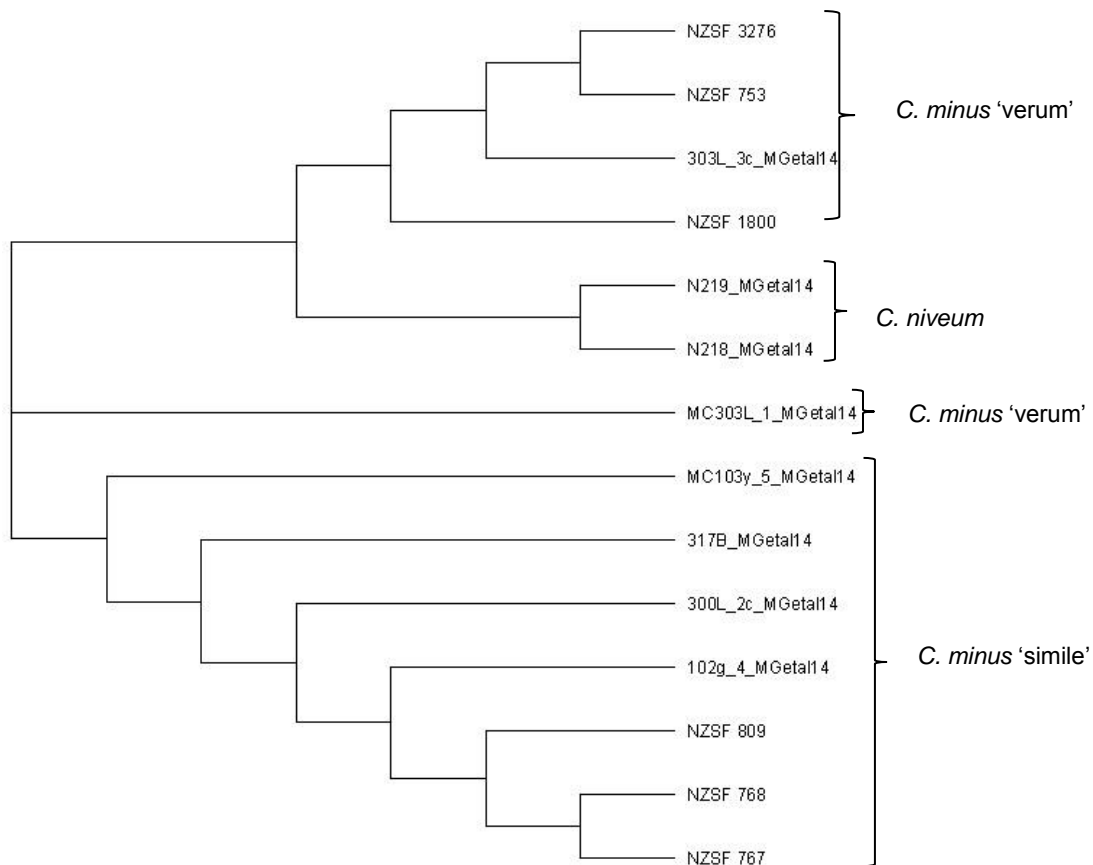 NZSF 3276
NZSF 753
C. minus ‘verum’
303L_3c_MGetal14
NZSF 1800
N219_MGetal14
C. niveum
N218_MGetal14
MC303L_1_MGetal14
C. minus ‘verum’
MC103y_5_MGetal14
317B_MGetal14
300L_2c_MGetal14
C. minus ‘simile’
102g_4_MGetal14
NZSF 809
NZSF 768
NZSF 767